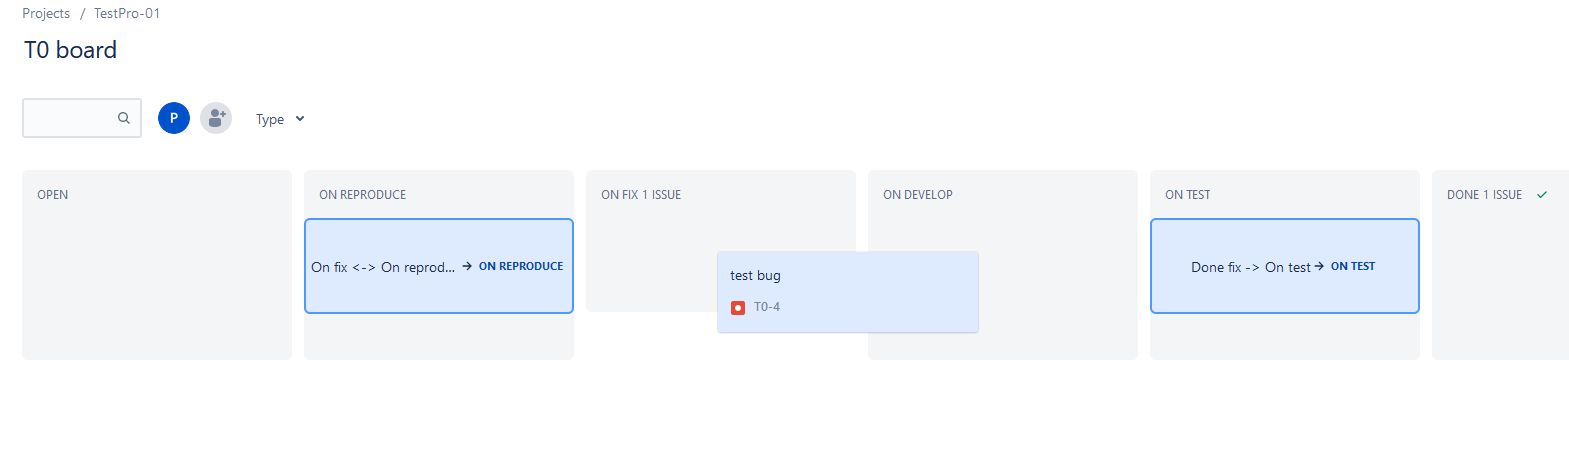 Projects / TestPro-01
T0 board
P
Type
OPEN
ON REPRODUCE
ON FIX 1 ISSUE
ON DEVELOP
ON TEST
DONE 1 ISSUE
On fix <-> On reprod... → ON REPRODUCE
test bug
T0-4
Done fix -> On test → ON TEST